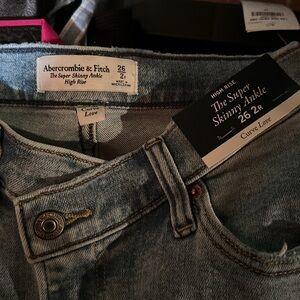 Abercrombie & Fitch
The Super Skinny Ankle
High Rise
26
2R
Curve
Love
HIGH RISE
The Super
Skinny Ankle
26 2R
Curve Love